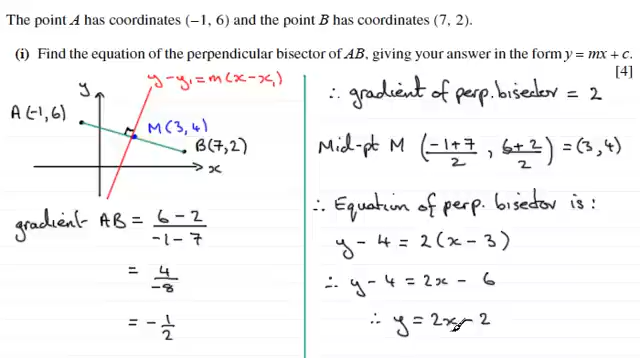 The point A has coordinates (−1, 6) and the point B has coordinates (7, 2).
(i) Find the equation of the perpendicular bisector of AB, giving your answer in the form y = mx + c.
[4]
y
y-y₁=m(x-x₁)
A(-1,6)
M(3,4)
B(7,2)
x
gradient AB = 6-2 / -1-7
= 4/-8
= -1/2
∴ gradient of perp. bisector = 2
Mid-pt M (-1+7/2, 6+2/2) = (3,4)
∴ Equation of perp. bisector is:
y - 4 = 2(x - 3)
∴ y - 4 = 2x - 6
∴ y = 2x - 2